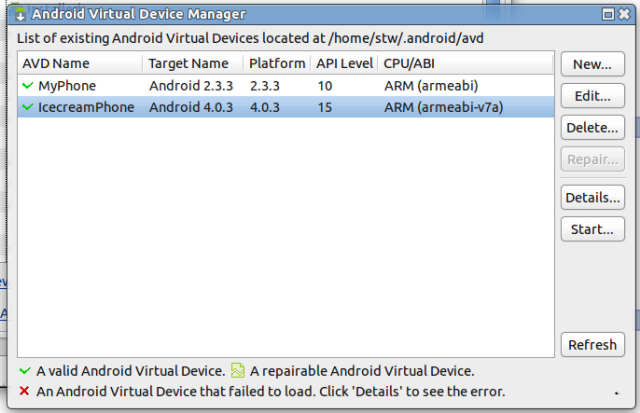 Android Virtual Device Manager
List of existing Android Virtual Devices located at /home/stw/.android/avd
AVD Name Target Name Platform API Level CPU/ABI
MyPhone Android 2.3.3 2.3.3 10 ARM (armeabi)
IcecreamPhone Android 4.0.3 4.0.3 15 ARM (armeabi-v7a)
New...
Edit...
Delete...
Repair...
Details...
Start...
Refresh
A valid Android Virtual Device. A repairable Android Virtual Device.
An Android Virtual Device that failed to load. Click 'Details' to see the error.